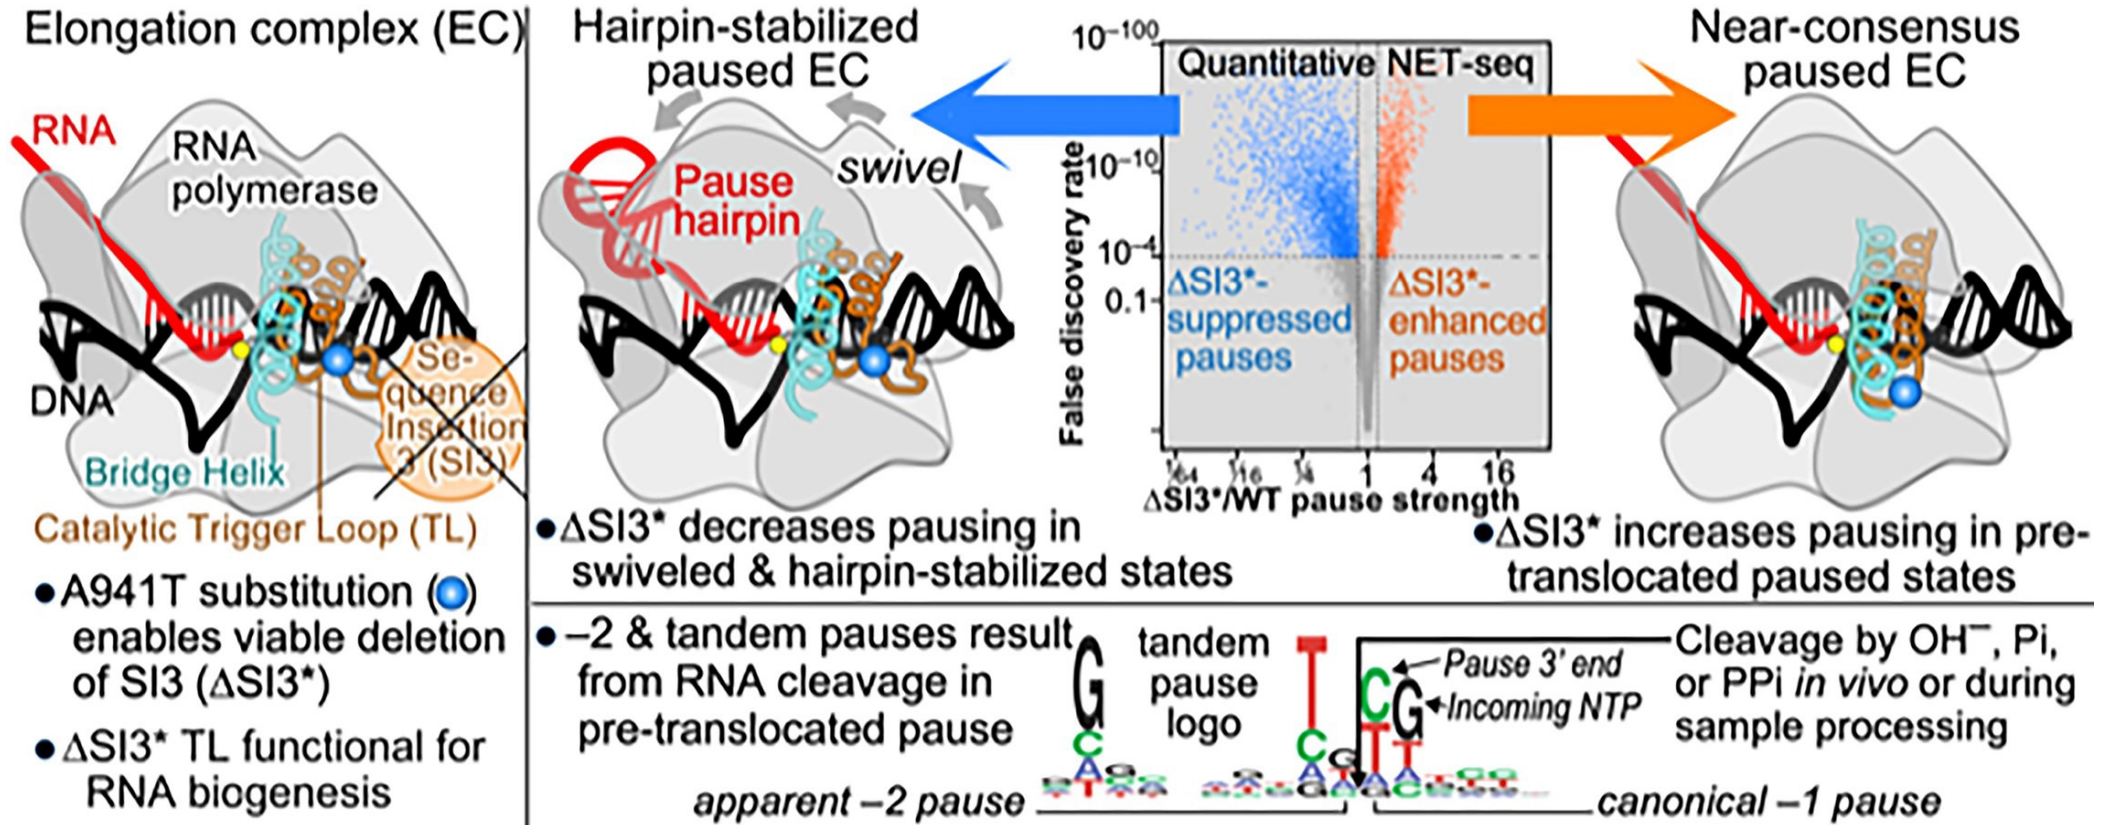 Elongation complex (EC)
RNA
RNA
polymerase
DNA
Bridge Helix
Se-
quence
Insertion
3 (SI3)
Catalytic Trigger Loop (TL)
●A941T substitution ( )
enables viable deletion
of SI3 (ΔSI3*)
● ΔSI3* TL functional for
RNA biogenesis
Hairpin-stabilized
paused EC
swivel
Pause
hairpin
●ΔSI3* decreases pausing in
swiveled & hairpin-stabilized states
Quantitative NET-seq
False discovery rate
10−100
10−10
10−4
0.1
ΔSI3*-
suppressed
pauses
ΔSI3*-
enhanced
pauses
1/64 1/16 1/4 1 4 16
ΔSI3*/WT pause strength
Near-consensus
paused EC
●ΔSI3* increases pausing in pre-
translocated paused states
● –2 & tandem pauses result
from RNA cleavage in
pre-translocated pause
tandem
pause
logo
G
C
A
T
T
C
A
G
G
C
T
A
G
G
T
A
C
Pause 3' end
Incoming NTP
Cleavage by OH−, Pi,
or PPi in vivo or during
sample processing
apparent –2 pause
canonical –1 pause